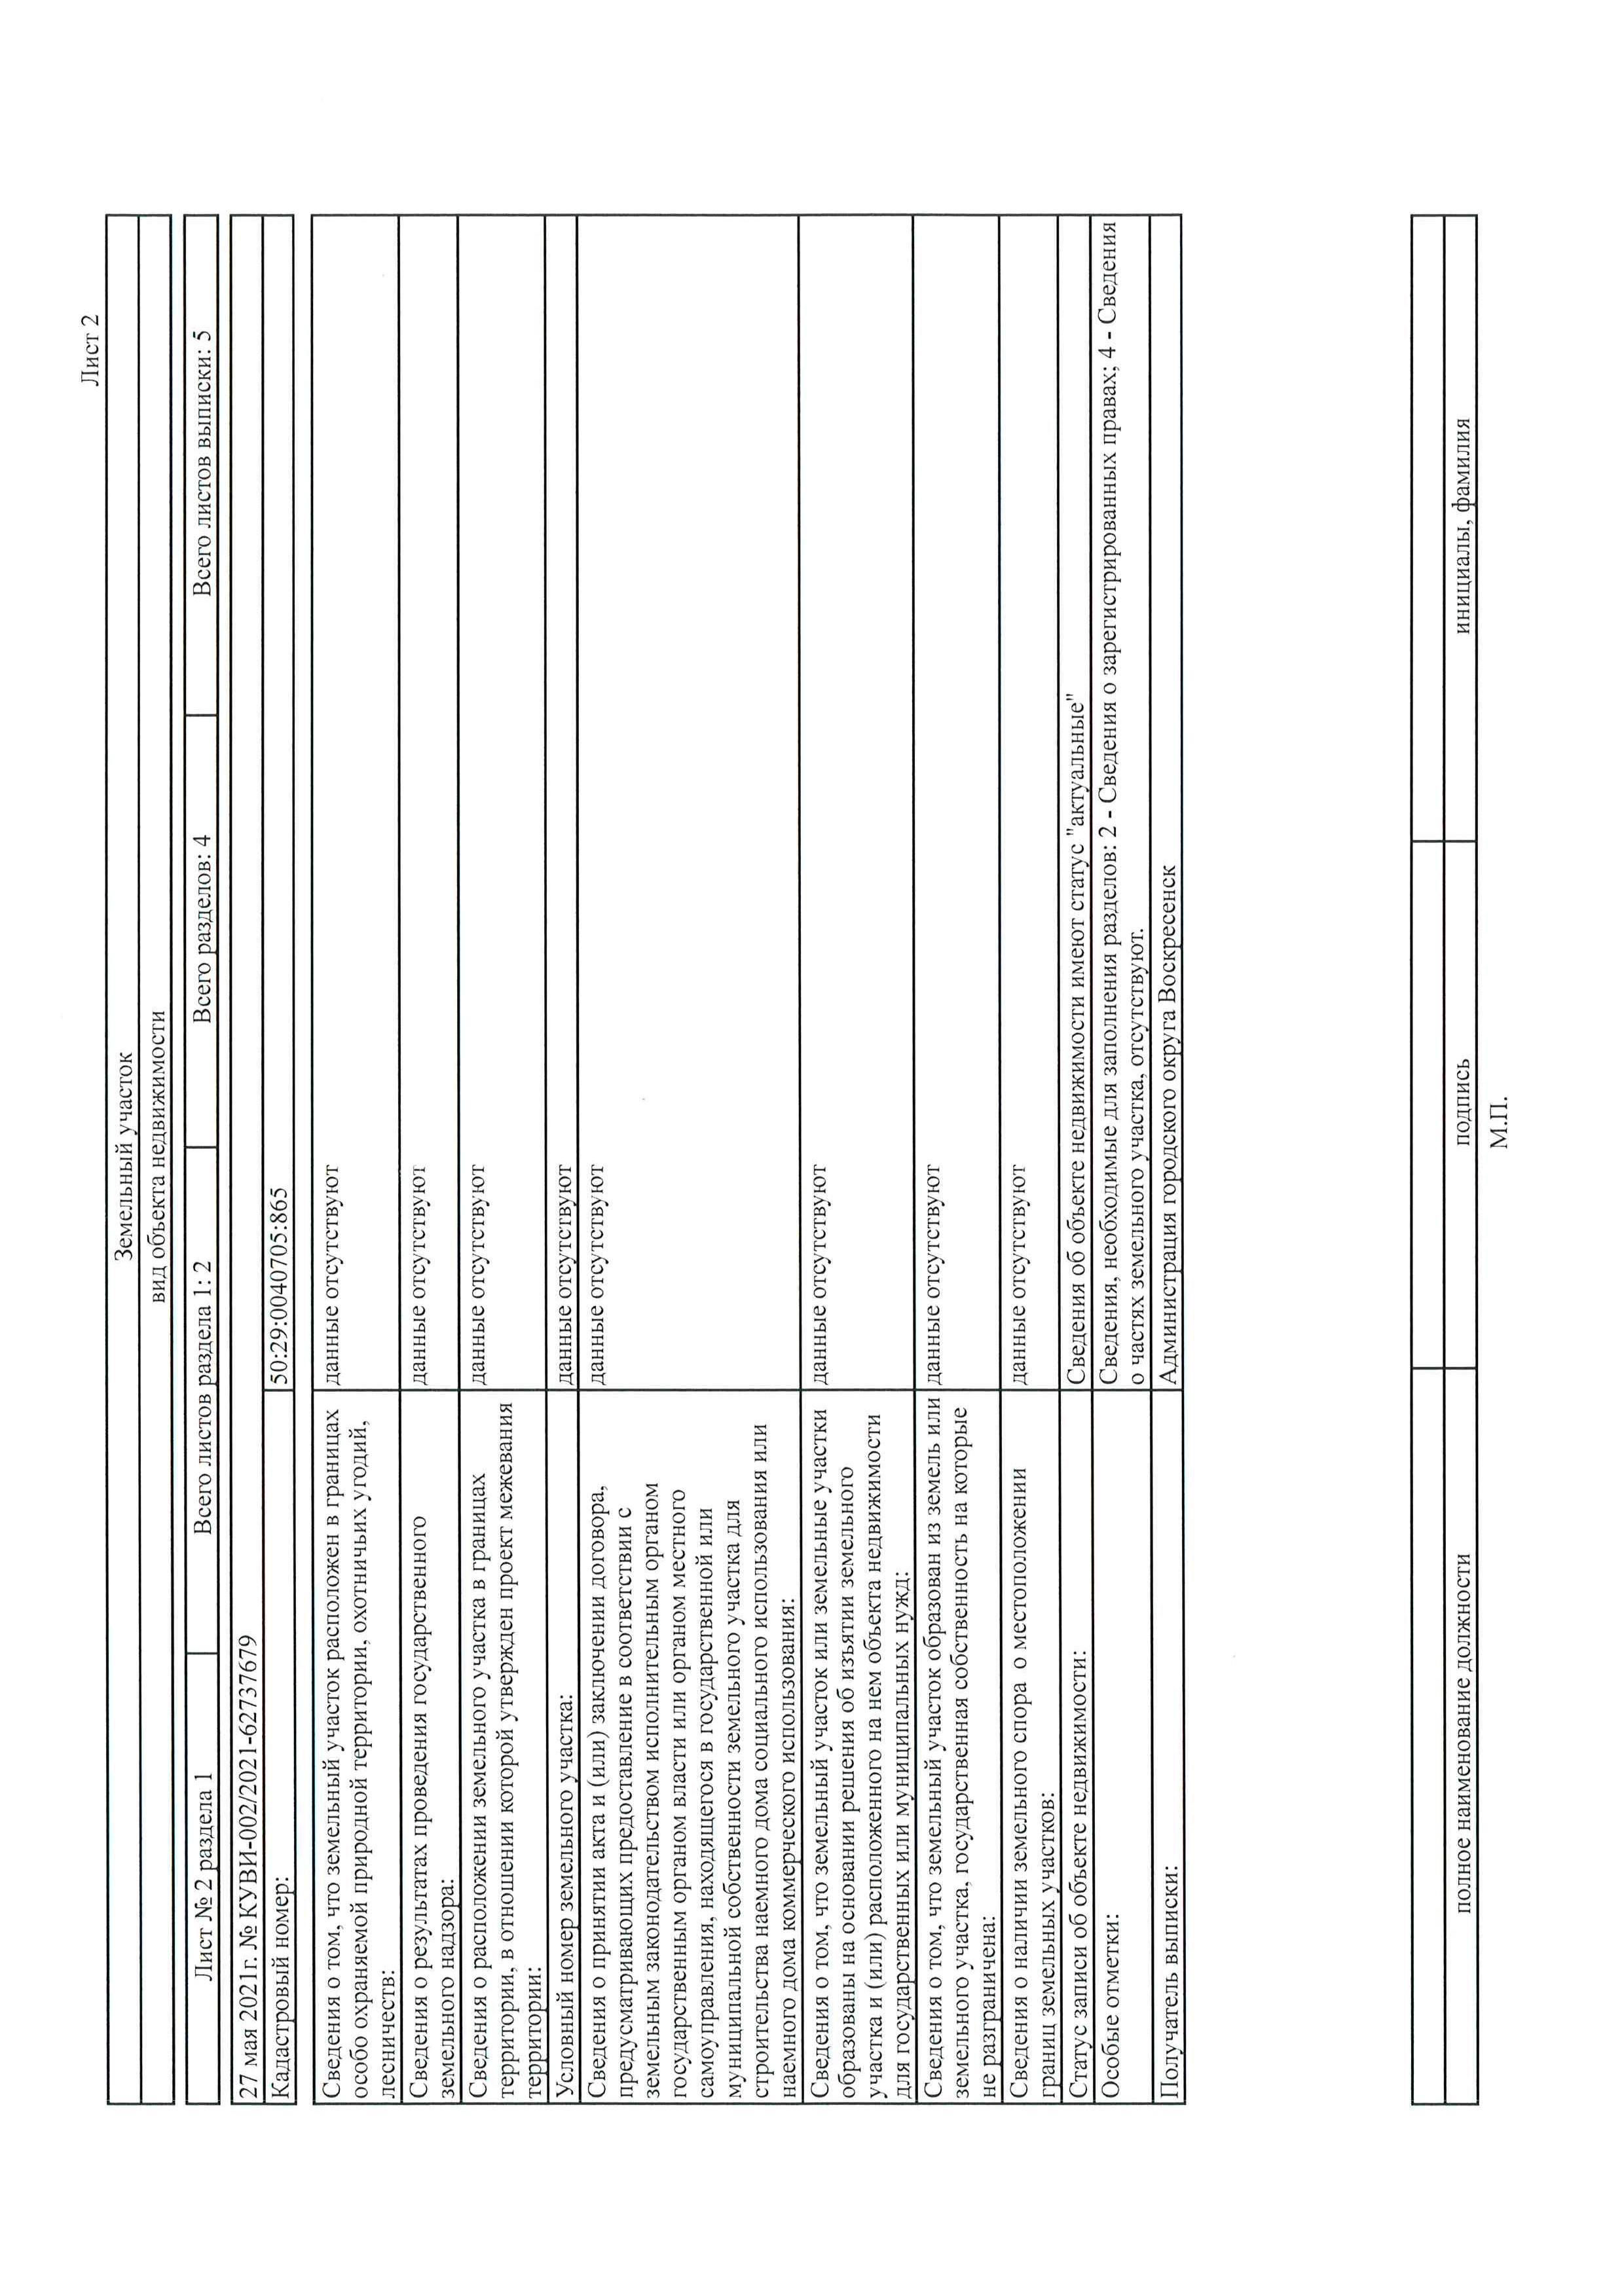 Лист 2
Земельный участок
вид объекта недвижимости
Лист № 2 раздела 1
Всего листов раздела 1: 2
Всего разделов: 4
Всего листов выписки: 5
27 мая 2021г. № КУВИ-002/2021-62737679
Кадастровый номер:
50:29:0040705:865
Сведения о том, что земельный участок расположен в границах
особо охраняемой природной территории, охотничьих угодий,
лесничеств:
данные отсутствуют
Сведения о результатах проведения государственного
земельного надзора:
данные отсутствуют
Сведения о расположении земельного участка в границах
территории, в отношении которой утвержден проект межевания
территории:
данные отсутствуют
Условный номер земельного участка:
данные отсутствуют
Сведения о принятии акта и (или) заключении договора,
предусматривающих предоставление в соответствии с
земельным законодательством исполнительным органом
государственным органом власти или органом местного
самоуправления, находящегося в государственной или
муниципальной собственности земельного участка для
строительства наемного дома социального использования или
наемного дома коммерческого использования:
данные отсутствуют
Сведения о том, что земельный участок или земельные участки
образованы на основании решения об изъятии земельного
участка и (или) расположенного на нем объекта недвижимости
для государственных или муниципальных нужд:
данные отсутствуют
Сведения о том, что земельный участок образован из земель или
земельного участка, государственная собственность на которые
не разграничена:
данные отсутствуют
Сведения о наличии земельного спора о местоположении
границ земельных участков:
данные отсутствуют
Статус записи об объекте недвижимости:
Сведения об объекте недвижимости имеют статус "актуальные"
Особые отметки:
Сведения, необходимые для заполнения разделов: 2 - Сведения о зарегистрированных правах; 4 - Сведения
о частях земельного участка, отсутствуют.
Получатель выписки:
Администрация городского округа Воскресенск
полное наименование должности
подпись
инициалы, фамилия
М.П.